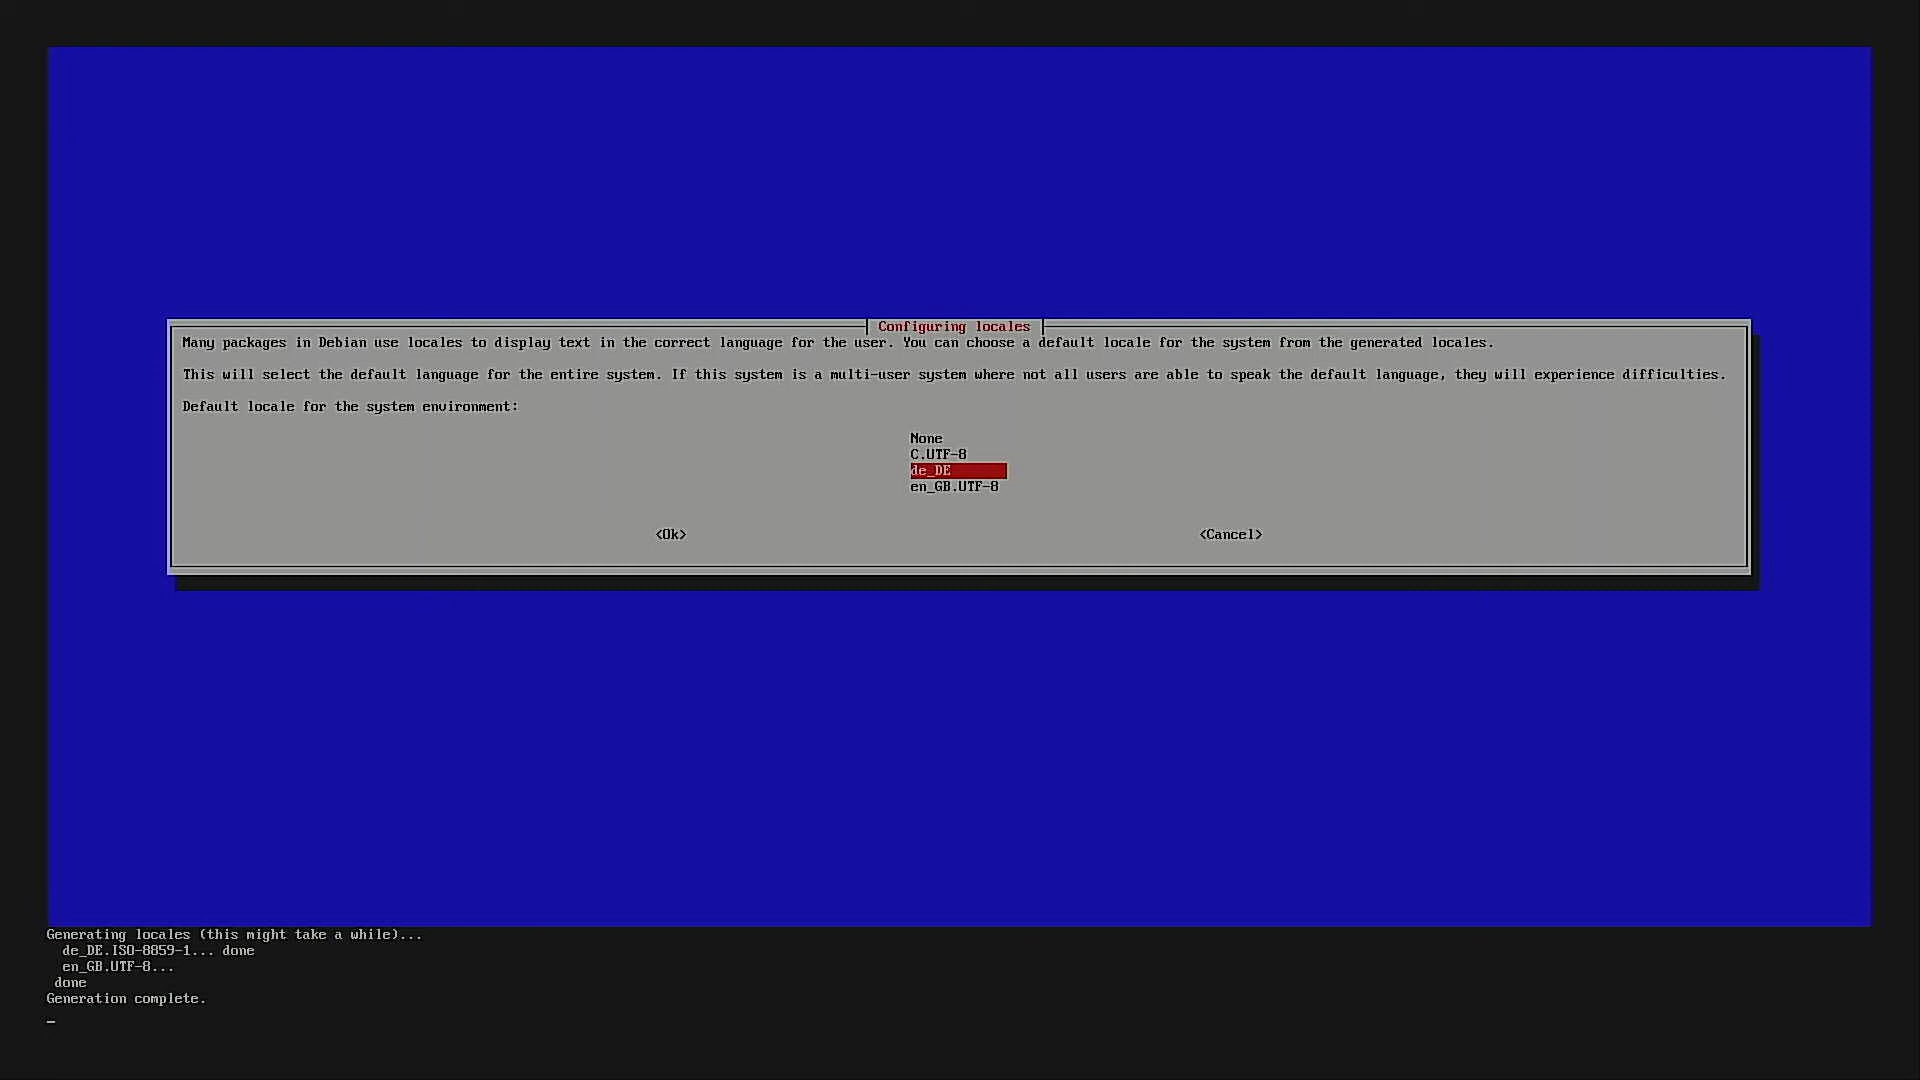 Configuring locales
Many packages in Debian use locales to display text in the correct language for the user. You can choose a default locale for the system from the generated locales.
This will select the default language for the entire system. If this system is a multi-user system where not all users are able to speak the default language, they will experience difficulties.
Default locale for the system environment:
None
C.UTF-8
de_DE
en_GB.UTF-8
<Ok> <Cancel>
Generating locales (this might take a while)...
de_DE.ISO-8859-1... done
en_GB.UTF-8...
done
Generation complete.
_